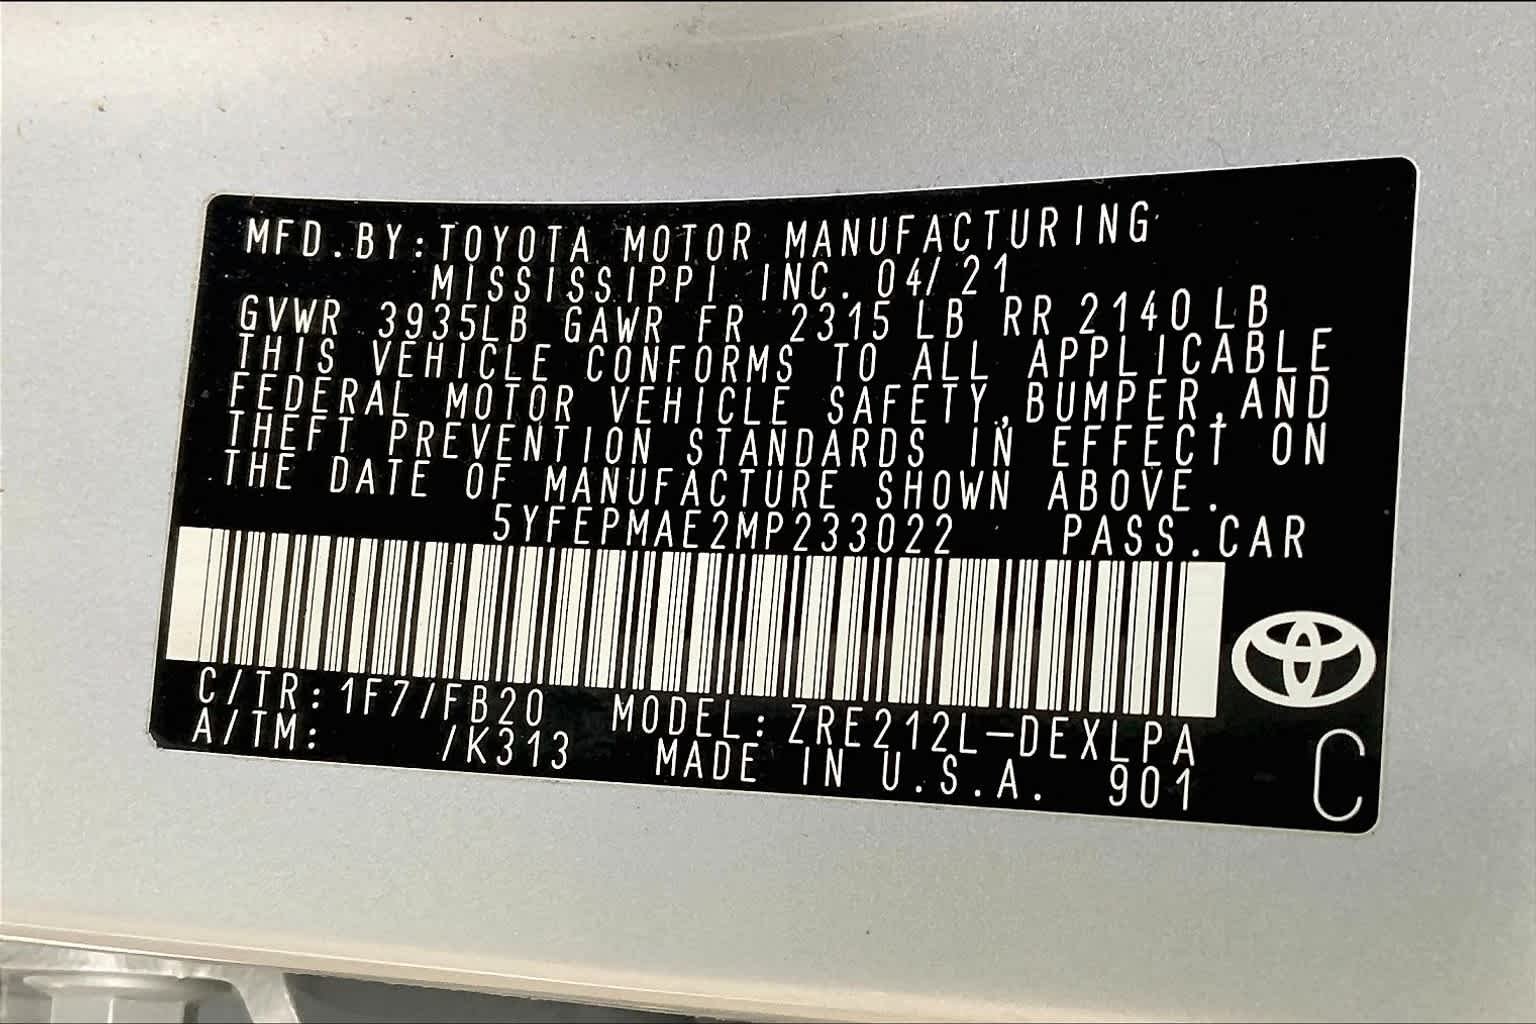 MFD.BY:TOYOTA MOTOR MANUFACTURING
MISSISSIPPI INC. 04/21
GVWR 3935LB GAWR FR 2315 LB RR 2140 LB
THIS VEHICLE CONFORMS TO ALL APPLICABLE
FEDERAL MOTOR VEHICLE SAFETY,BUMPER,AND
THEFT PREVENTION STANDARDS IN EFFECT ON
THE DATE OF MANUFACTURE SHOWN ABOVE.
5YFEPMAE2MP233022 PASS.CAR
C/TR:1F7/FB20 MODEL:ZRE212L-DEXLPA
A/TM: /K313 MADE IN U.S.A. 901
C